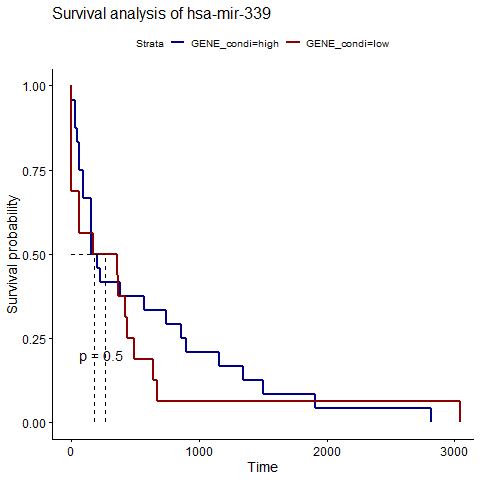 Survival analysis of hsa-mir-339
Strata GENE_condi=high GENE_condi=low
Survival probability
1.00
0.75
0.50
0.25
0.00
p = 0.5
0 1000 2000 3000
Time